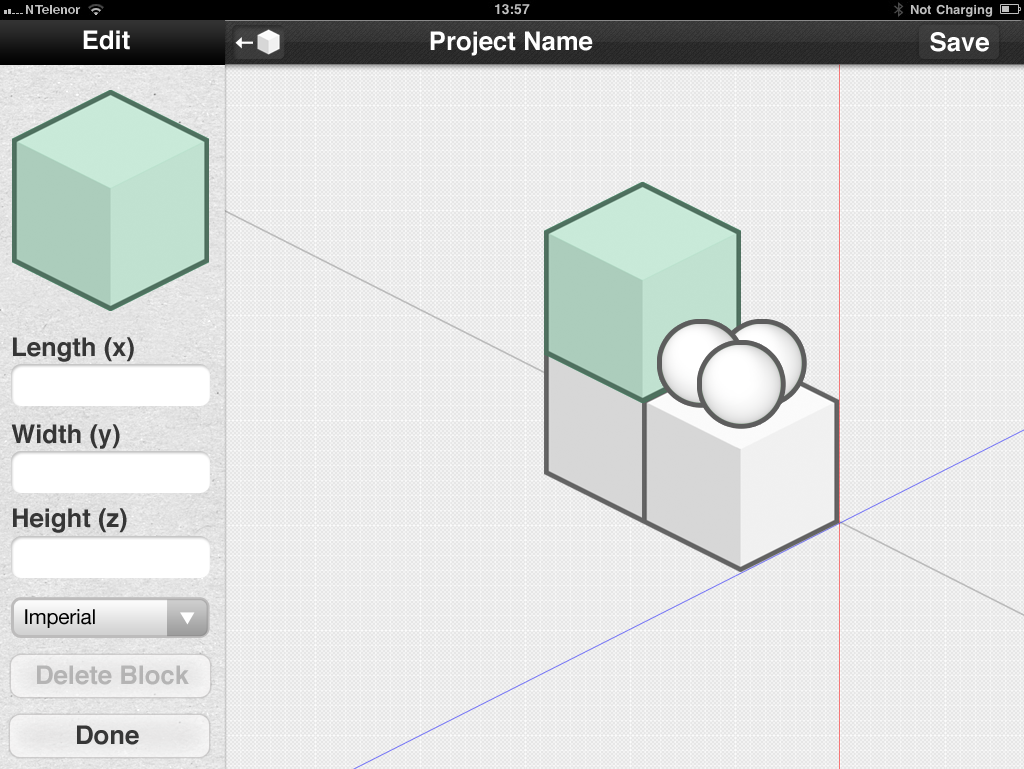 NTelenor
13:57
Not Charging
Edit
Project Name
Save
Length (x)
Width (y)
Height (z)
Imperial
Delete Block
Done